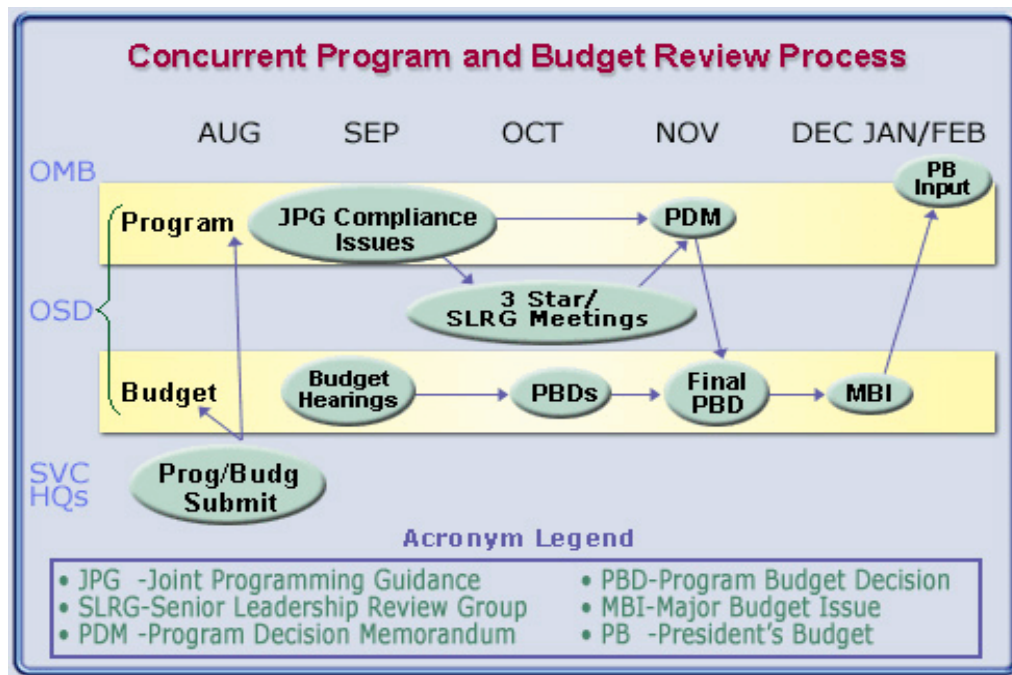 Concurrent Program and Budget Review Process
AUG SEP OCT NOV DEC JAN/FEB
OMB
PB
Input
Program
JPG Compliance
Issues
PDM
OSD
3 Star/
SLRG Meetings
Budget
Budget
Hearings
PBDs
Final
PBD
MBI
SVC
HQs
Prog/Budg
Submit
Acronym Legend
• JPG -Joint Programming Guidance
• SLRG-Senior Leadership Review Group
• PDM -Program Decision Memorandum
• PBD-Program Budget Decision
• MBI-Major Budget Issue
• PB -President's Budget